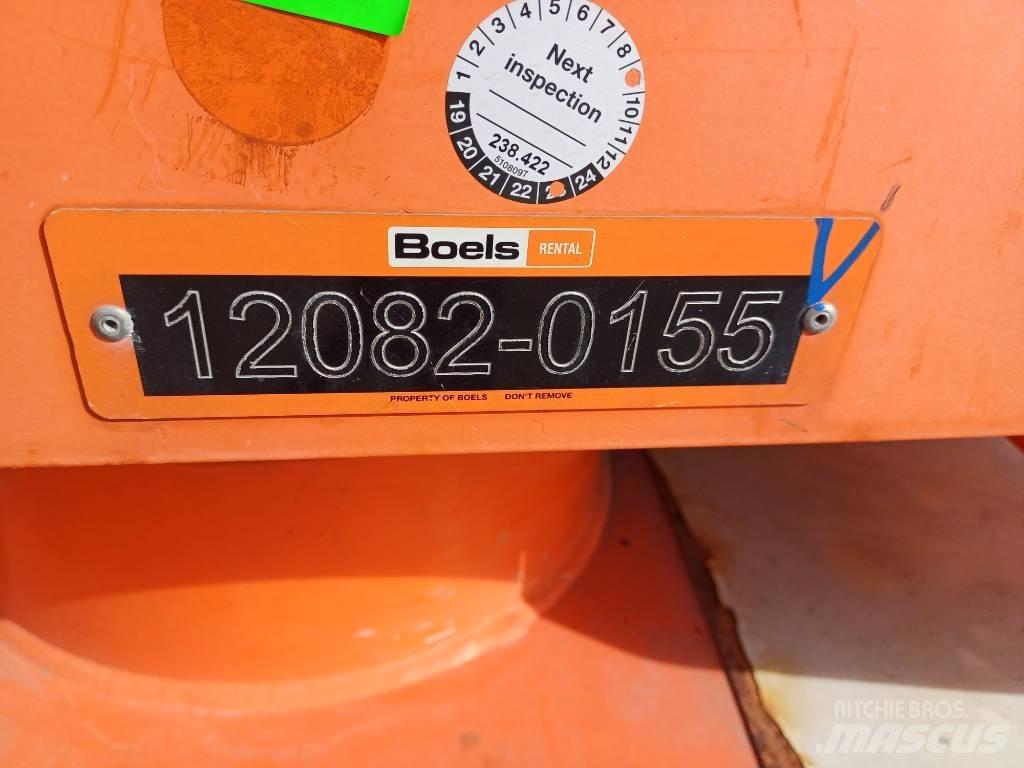 1 2 3 4 5 6 7 8 10 11 12
Next
inspection
238.422
5108097
19 20 21 22 23 24
Boels RENTAL
12082-0155
PROPERTY OF BOELS DON'T REMOVE
RITCHIE BROS.
MASCUS